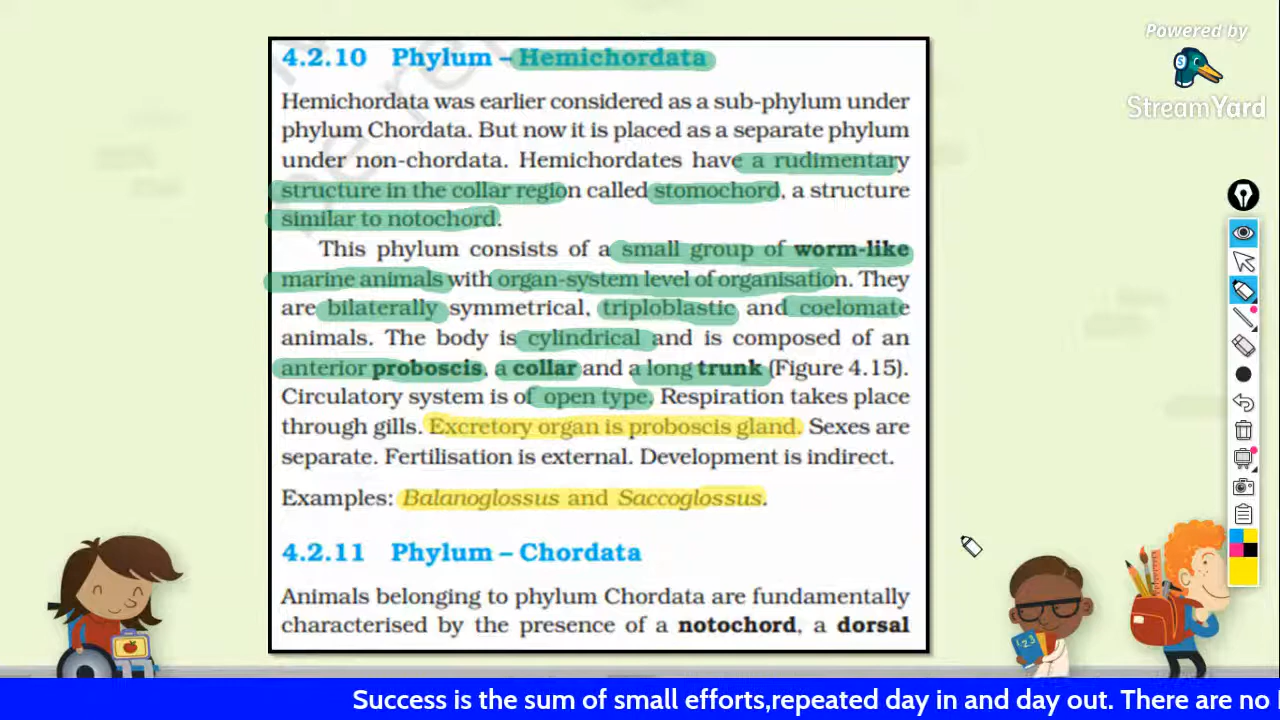 Powered by
StreamYard
4.2.10 Phylum – Hemichordata
Hemichordata was earlier considered as a sub-phylum under
phylum Chordata. But now it is placed as a separate phylum
under non-chordata. Hemichordates have a rudimentary
structure in the collar region called stomochord, a structure
similar to notochord.
This phylum consists of a small group of worm-like
marine animals with organ-system level of organisation. They
are bilaterally symmetrical, triploblastic and coelomate
animals. The body is cylindrical and is composed of an
anterior proboscis, a collar and a long trunk (Figure 4.15).
Circulatory system is of open type. Respiration takes place
through gills. Excretory organ is proboscis gland. Sexes are
separate. Fertilisation is external. Development is indirect.
Examples: Balanoglossus and Saccoglossus.
4.2.11 Phylum – Chordata
Animals belonging to phylum Chordata are fundamentally
characterised by the presence of a notochord, a dorsal
123
Success is the sum of small efforts,repeated day in and day out. There are no